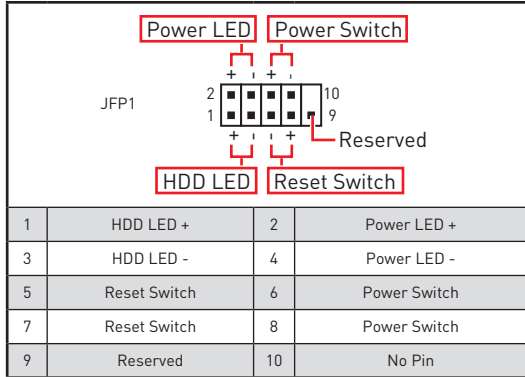 Power LED Power Switch
+ - + -
JFP1
2 10
1 9
+ - - +
Reserved
HDD LED Reset Switch
1 HDD LED + 2 Power LED +
3 HDD LED - 4 Power LED -
5 Reset Switch 6 Power Switch
7 Reset Switch 8 Power Switch
9 Reserved 10 No Pin